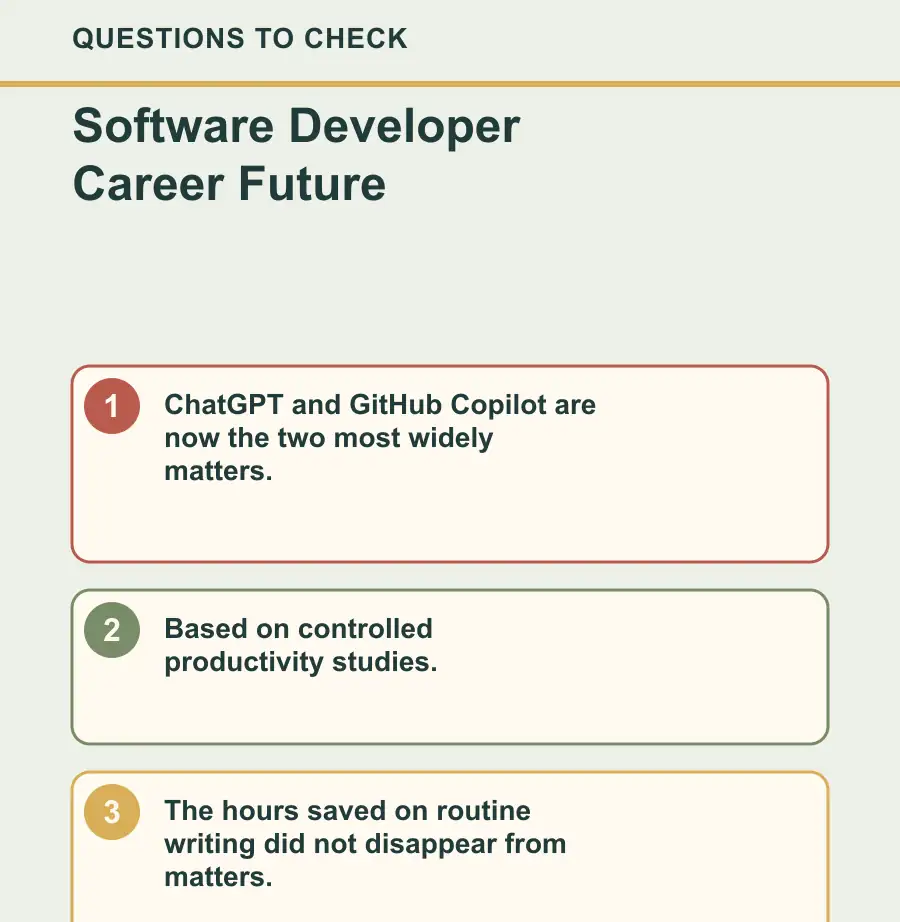 QUESTIONS TO CHECK
Software Developer
Career Future
1
ChatGPT and GitHub Copilot are
now the two most widely
matters.
2
Based on controlled
productivity studies.
3
The hours saved on routine
writing did not disappear from
matters.